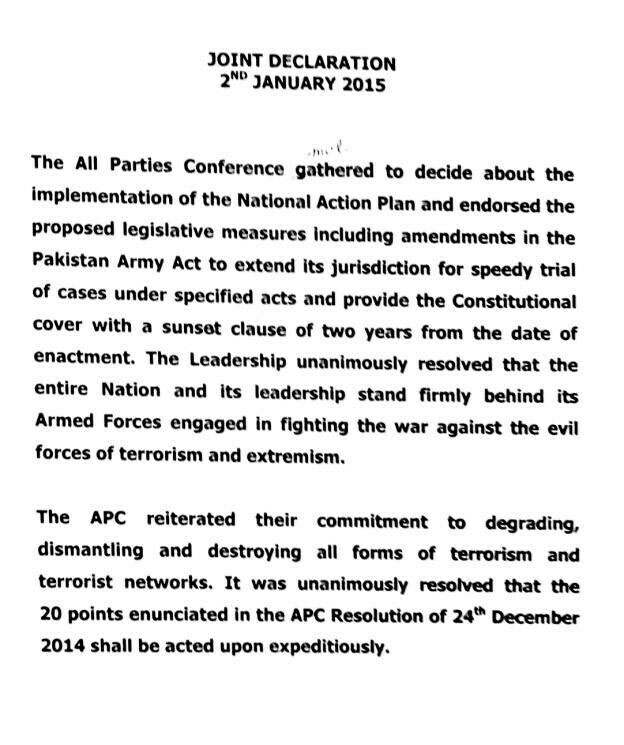 JOINT DECLARATION
2ND JANUARY 2015
The All Parties Conference gathered to decide about the
implementation of the National Action Plan and endorsed the
proposed legislative measures including amendments in the
Pakistan Army Act to extend its jurisdiction for speedy trial
of cases under specified acts and provide the Constitutional
cover with a sunset clause of two years from the date of
enactment. The Leadership unanimously resolved that the
entire Nation and its leadership stand firmly behind its
Armed Forces engaged in fighting the war against the evil
forces of terrorism and extremism.
The APC reiterated their commitment to degrading,
dismantling and destroying all forms of terrorism and
terrorist networks. It was unanimously resolved that the
20 points enunciated in the APC Resolution of 24th December
2014 shall be acted upon expeditiously.